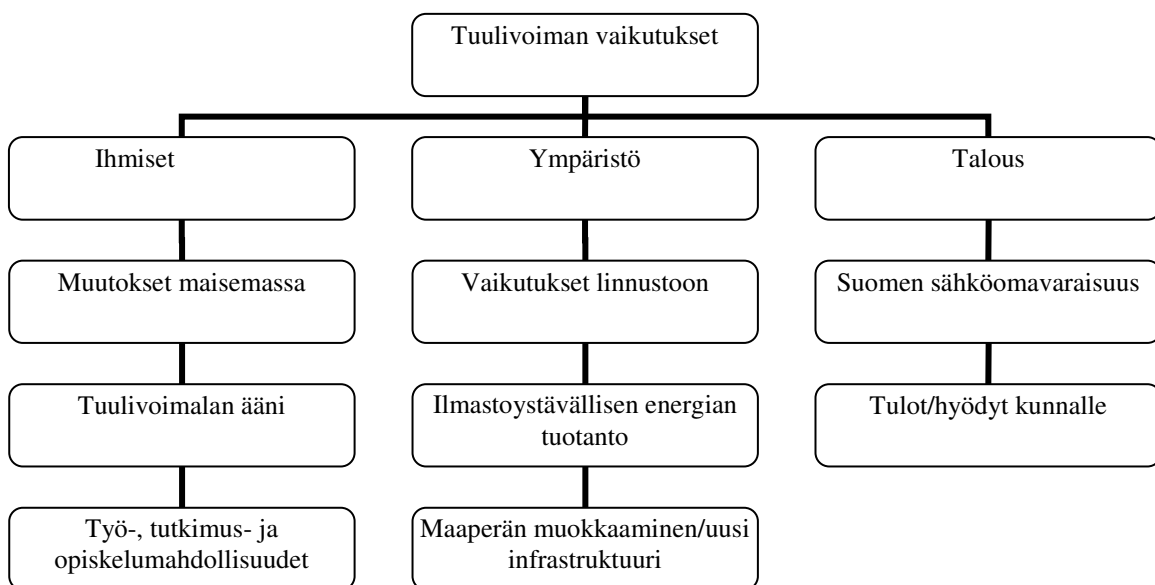 Tuulivoiman vaikutukset
Ihmiset
Ympäristö
Talous
Muutokset maisemassa
Vaikutukset linnustoon
Suomen sähköomavaraisuus
Tuulivoimalan ääni
Ilmastoystävällisen energian
tuotanto
Tulot/hyödyt kunnalle
Työ-, tutkimus- ja
opiskelumahdollisuudet
Maaperän muokkaaminen/uusi
infrastruktuuri